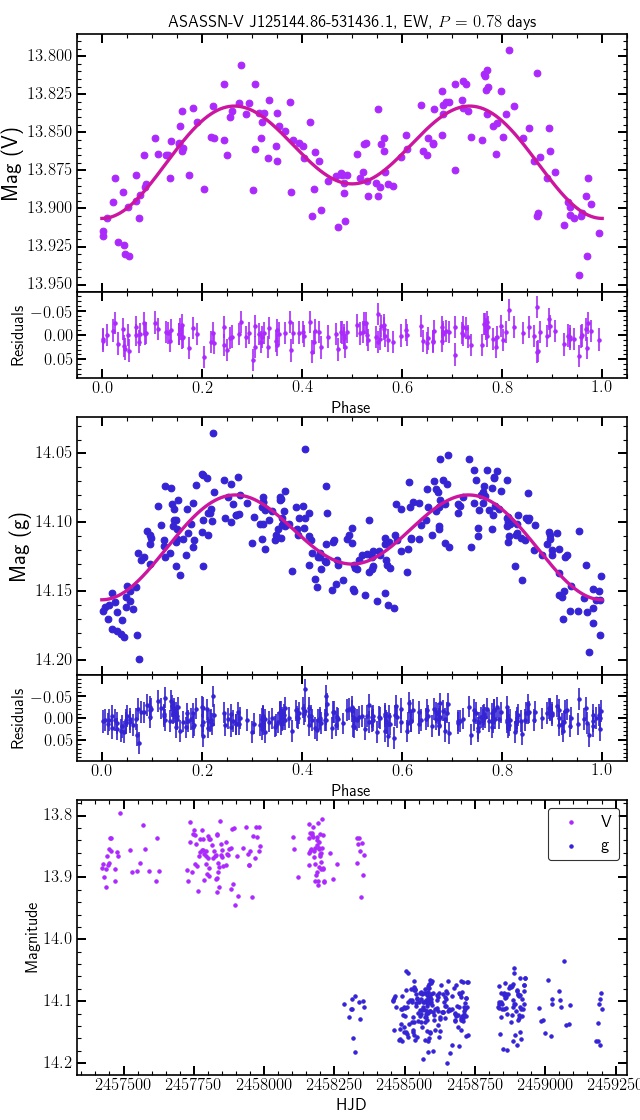 ASASSN-V J125144.86-531436.1, EW, P = 0.78 days
13.800
13.825
13.850
13.875
13.900
13.925
13.950
Mag (V)
−0.05
0.00
0.05
Residuals
0.0 0.2 0.4 0.6 0.8 1.0
Phase
14.05
14.10
14.15
14.20
Mag (g)
−0.05
0.00
0.05
Residuals
0.0 0.2 0.4 0.6 0.8 1.0
Phase
V
g
13.8
13.9
14.0
14.1
14.2
Magnitude
2457500 2457750 2458000 2458250 2458500 2458750 2459000 245925
HJD